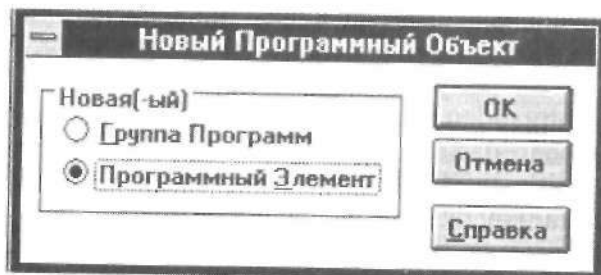 Новый Программный Объект
Новая(-ый)
Группа Программ
Программный Элемент
OK
Отмена
Справка